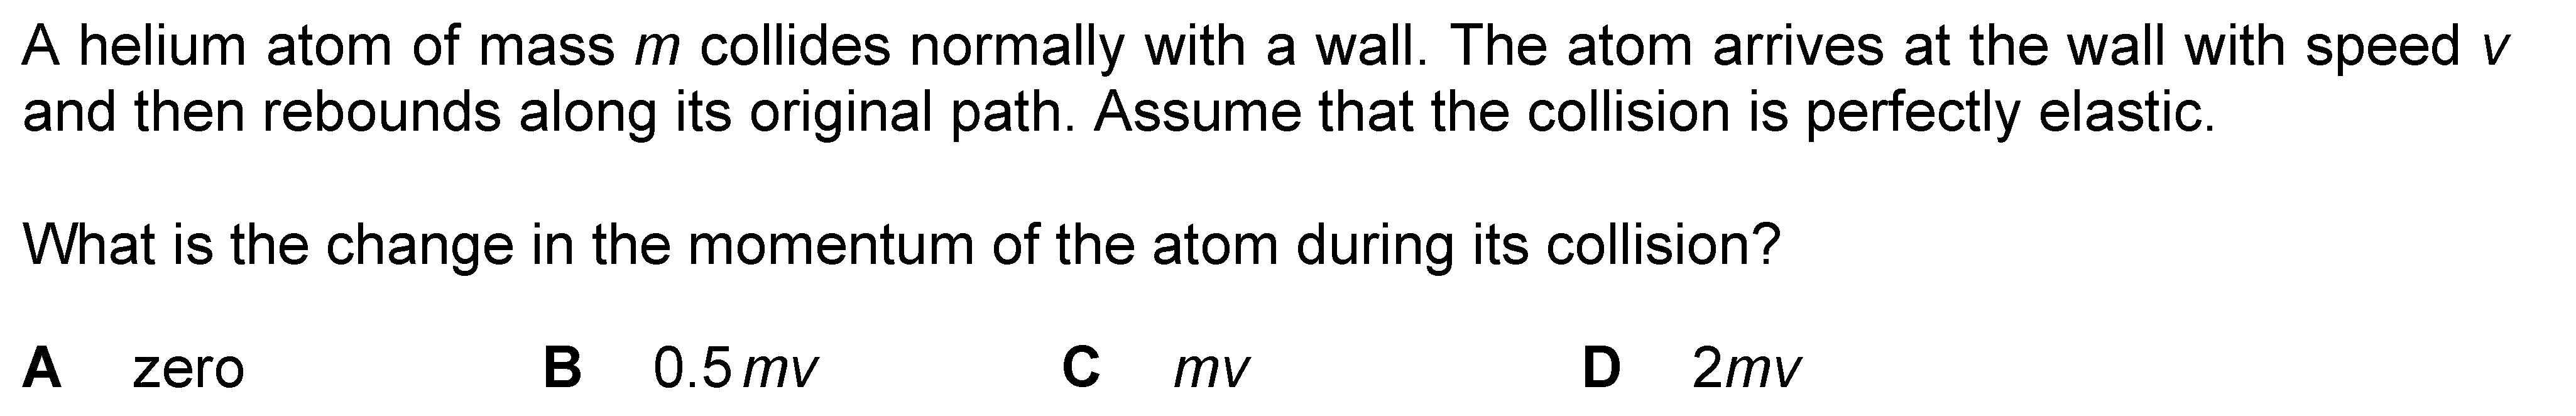 A helium atom of mass m collides normally with a wall. The atom arrives at the wall with speed v
and then rebounds along its original path. Assume that the collision is perfectly elastic.
What is the change in the momentum of the atom during its collision?
A zero B 0.5 mv C mv D 2mv